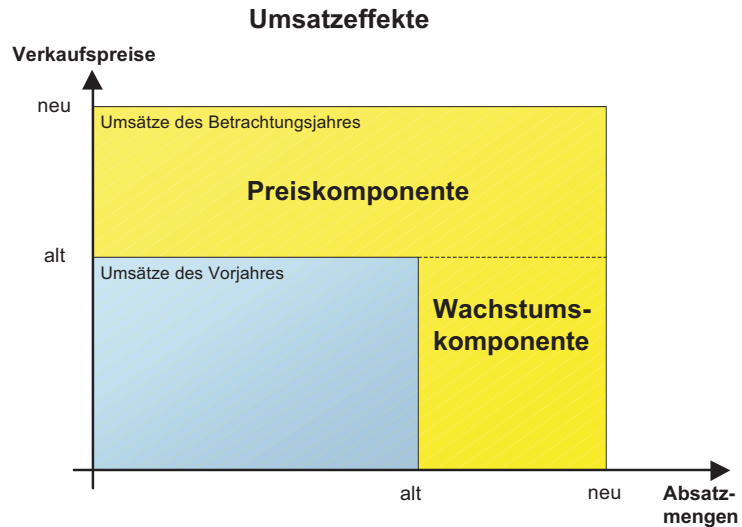 Umsatzeffekte
Verkaufspreise
neu
Umsätze des Betrachtungsjahres
Preiskomponente
alt
Umsätze des Vorjahres
Wachstums-
komponente
alt
neu
Absatz-
mengen